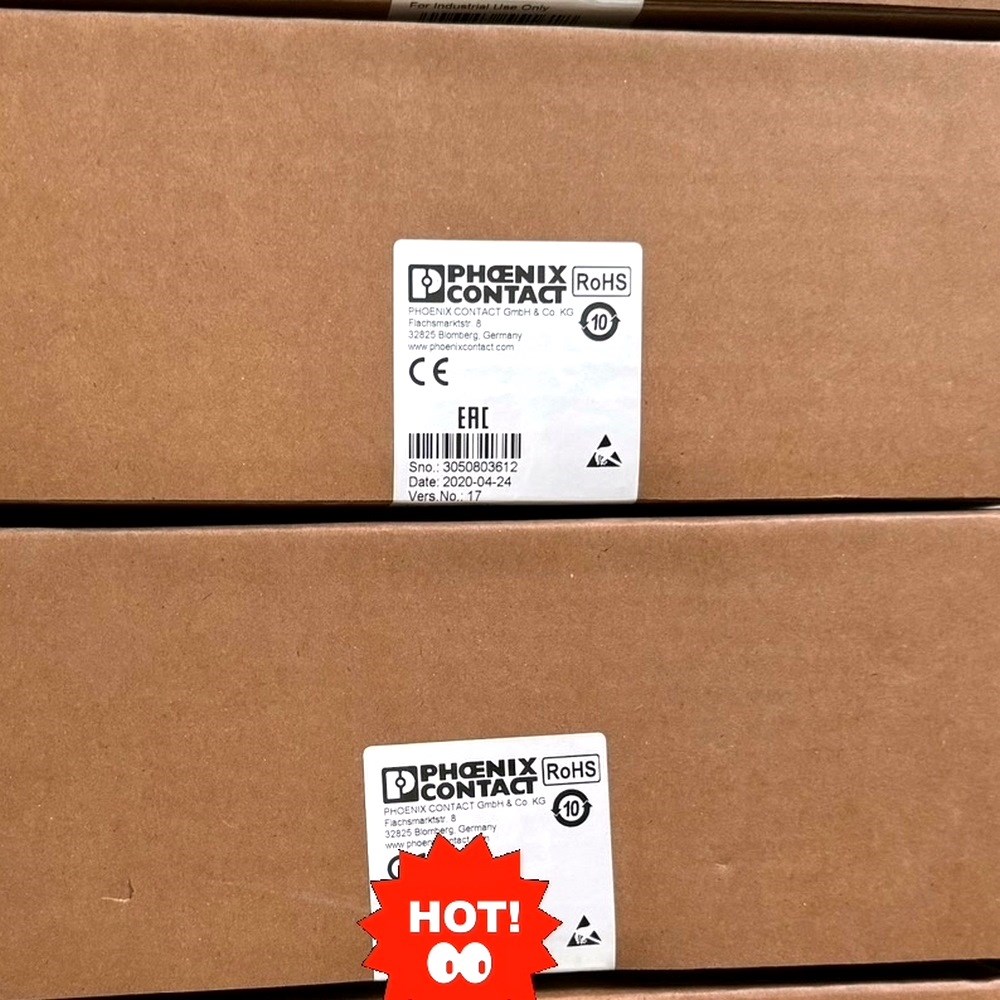 For Industrial Use Only
PHŒNIX
CONTACT
RoHS
PHOENIX CONTACT GmbH & Co. KG
Flachsmarktstr. 8
32825 Blomberg, Germany
www.phoenixcontact.com
10
CE
EAC
Sno.: 3050803612
Date: 2020-04-24
Vers.No.: 17
PHŒNIX
CONTACT
RoHS
PHOENIX CONTACT GmbH & Co. KG
Flachsmarktstr. 8
32825 Blomberg, Germany
10
HOT!